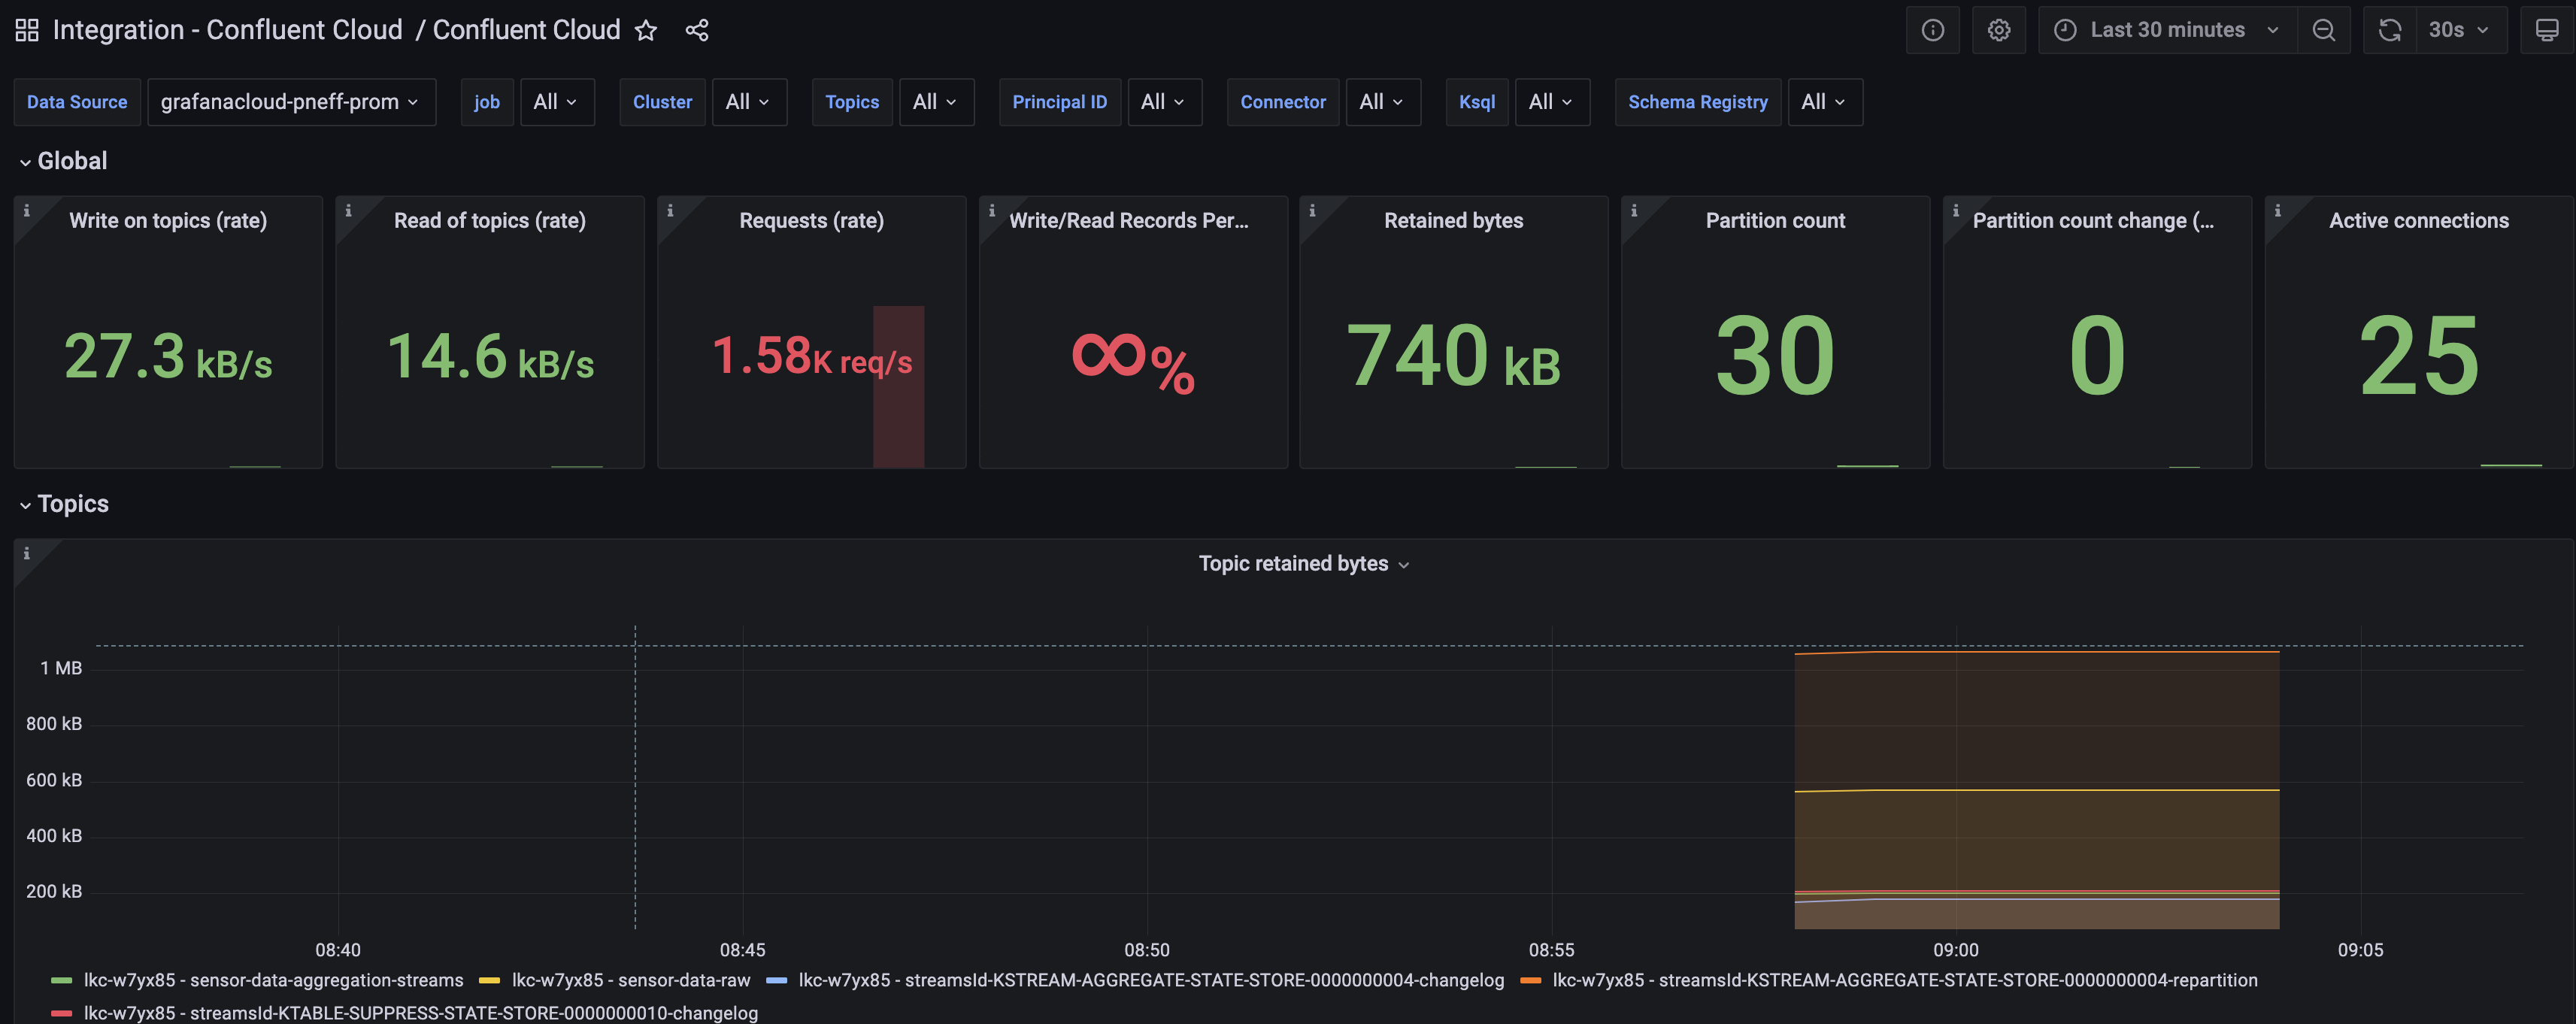 Integration - Confluent Cloud / Confluent Cloud
Last 30 minutes
30s
Data Source grafanacloud-pneff-prom job All Cluster All Topics All Principal ID All Connector All Ksql All Schema Registry All
Global
Write on topics (rate)
27.3 kB/s
Read of topics (rate)
14.6 kB/s
Requests (rate)
1.58K req/s
Write/Read Records Per...
∞%
Retained bytes
740 kB
Partition count
30
Partition count change (...
0
Active connections
25
Topics
Topic retained bytes
1 MB
800 kB
600 kB
400 kB
200 kB
08:40 08:45 08:50 08:55 09:00 09:05
lkc-w7yx85 - sensor-data-aggregation-streams lkc-w7yx85 - sensor-data-raw lkc-w7yx85 - streamsId-KSTREAM-AGGREGATE-STATE-STORE-0000000004-changelog lkc-w7yx85 - streamsId-KSTREAM-AGGREGATE-STATE-STORE-0000000004-repartition
lkc-w7yx85 - streamsId-KTABLE-SUPPRESS-STATE-STORE-0000000010-changelog